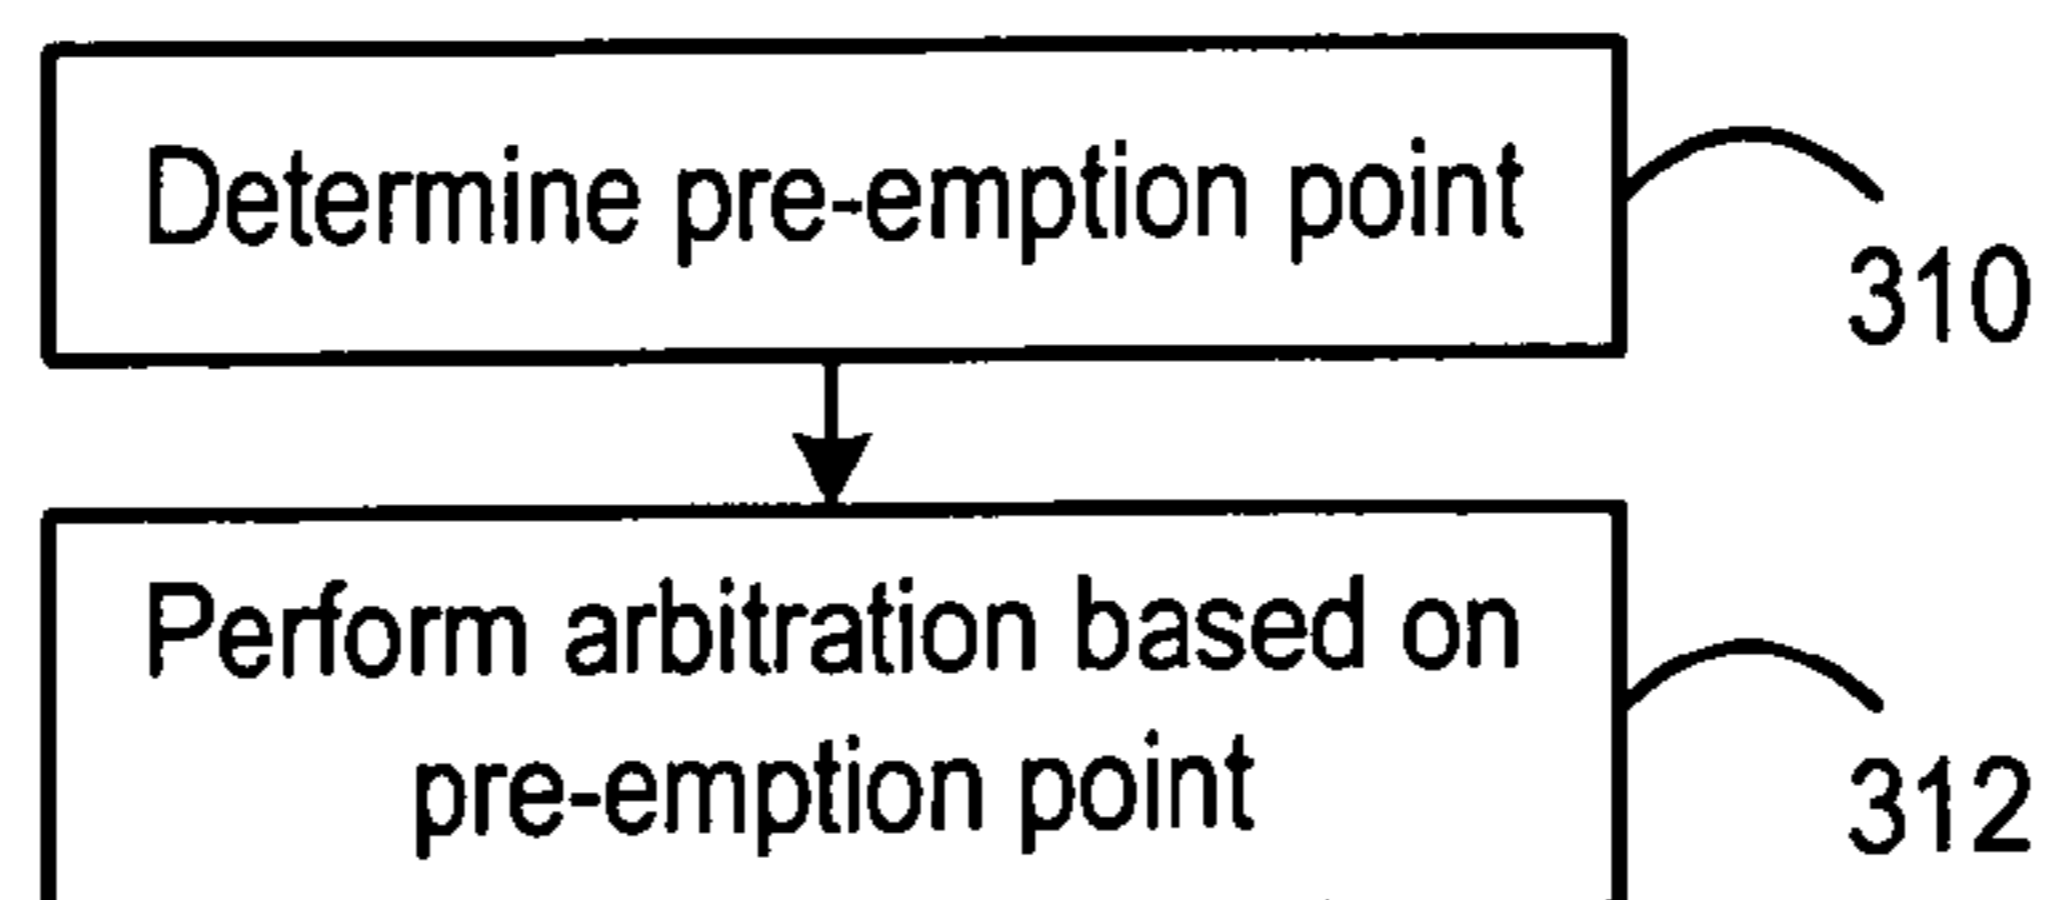 Determine pre-emption point
310
Perform arbitration based on
pre-emption point
312